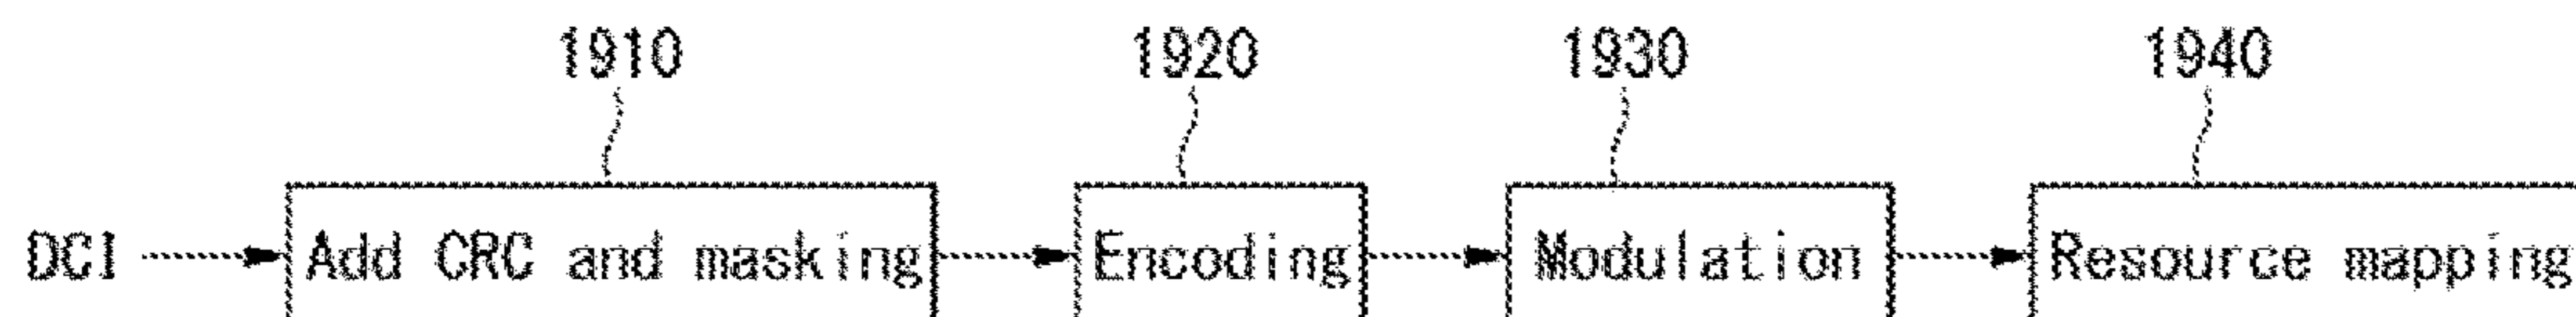 1910 1920 1930 1940
DCI Add CRC and masking Encoding Modulation Resource mapping